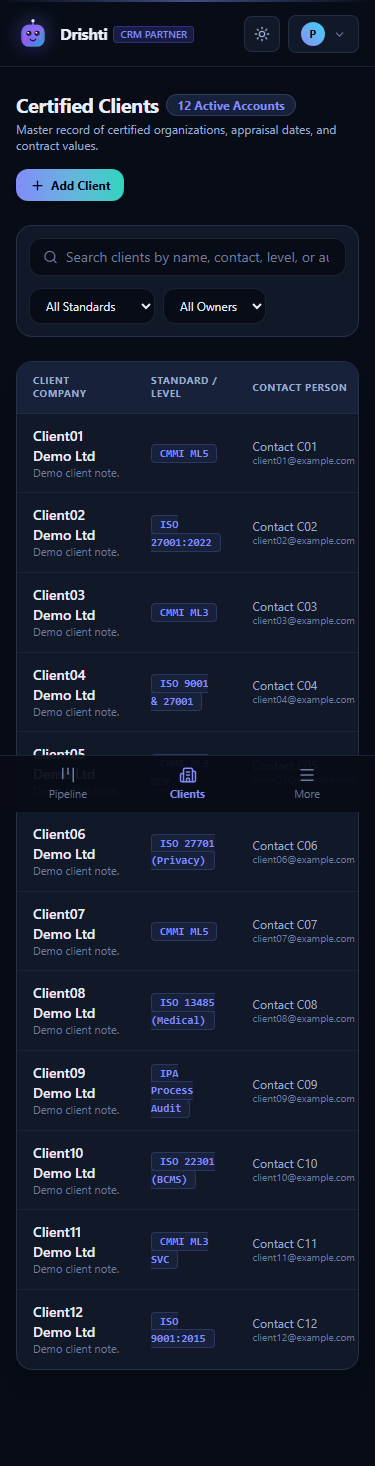 Drishti CRM PARTNER
P
Certified Clients 12 Active Accounts
Master record of certified organizations, appraisal dates, and
contract values.
+ Add Client
Search clients by name, contact, level, or au
All Standards All Owners
CLIENT
COMPANY
STANDARD /
LEVEL
CONTACT PERSON
Client01
Demo Ltd
Demo client note.
CMMI ML5
Contact C01
client01@example.com
Client02
Demo Ltd
Demo client note.
ISO
27001:2022
Contact C02
client02@example.com
Client03
Demo Ltd
Demo client note.
CMMI ML3
Contact C03
client03@example.com
Client04
Demo Ltd
Demo client note.
ISO 9001
& 27001
Contact C04
client04@example.com
Client05
Demo Ltd
Pipeline
Clients
More
Client06
Demo Ltd
Demo client note.
ISO 27701
(Privacy)
Contact C06
client06@example.com
Client07
Demo Ltd
Demo client note.
CMMI ML5
Contact C07
client07@example.com
Client08
Demo Ltd
Demo client note.
ISO 13485
(Medical)
Contact C08
client08@example.com
Client09
Demo Ltd
Demo client note.
IPA
Process
Audit
Contact C09
client09@example.com
Client10
Demo Ltd
Demo client note.
ISO 22301
(BCMS)
Contact C10
client10@example.com
Client11
Demo Ltd
Demo client note.
CMMI ML3
SVC
Contact C11
client11@example.com
Client12
Demo Ltd
Demo client note.
ISO
9001:2015
Contact C12
client12@example.com